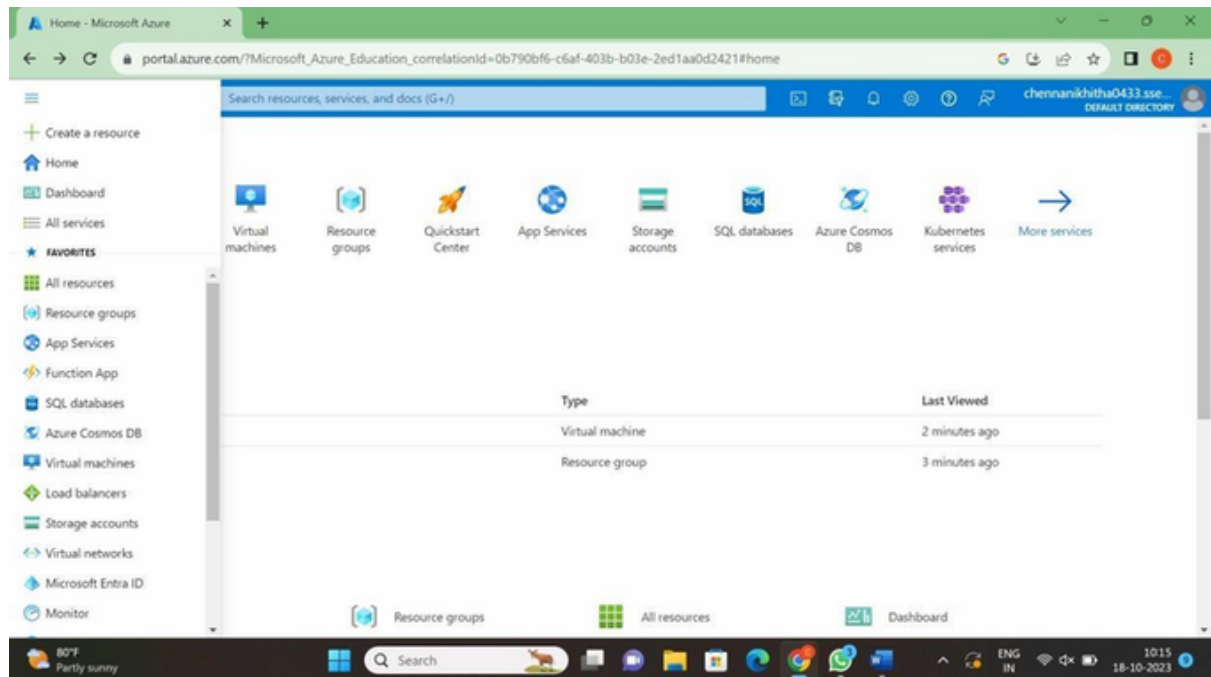 Home - Microsoft Azure
portal.azure.com/?Microsoft_Azure_Education_correlationId=0b790bf6-c6af-403b-b03e-2ed1aa0d2421#home
Search resources, services, and docs (G+/)
chennanikhitha0433.sse...
DEFAULT DIRECTORY
Create a resource
Home
Dashboard
All services
FAVORITES
All resources
Resource groups
App Services
Function App
SQL databases
Azure Cosmos DB
Virtual machines
Load balancers
Storage accounts
Virtual networks
Microsoft Entra ID
Monitor
Virtual machines
Resource groups
Quickstart Center
App Services
Storage accounts
SQL databases
Azure Cosmos DB
Kubernetes services
More services
Type Last Viewed
Virtual machine 2 minutes ago
Resource group 3 minutes ago
Resource groups All resources Dashboard
80°F
Partly sunny
Search
ENG
IN
10:15
18-10-2023